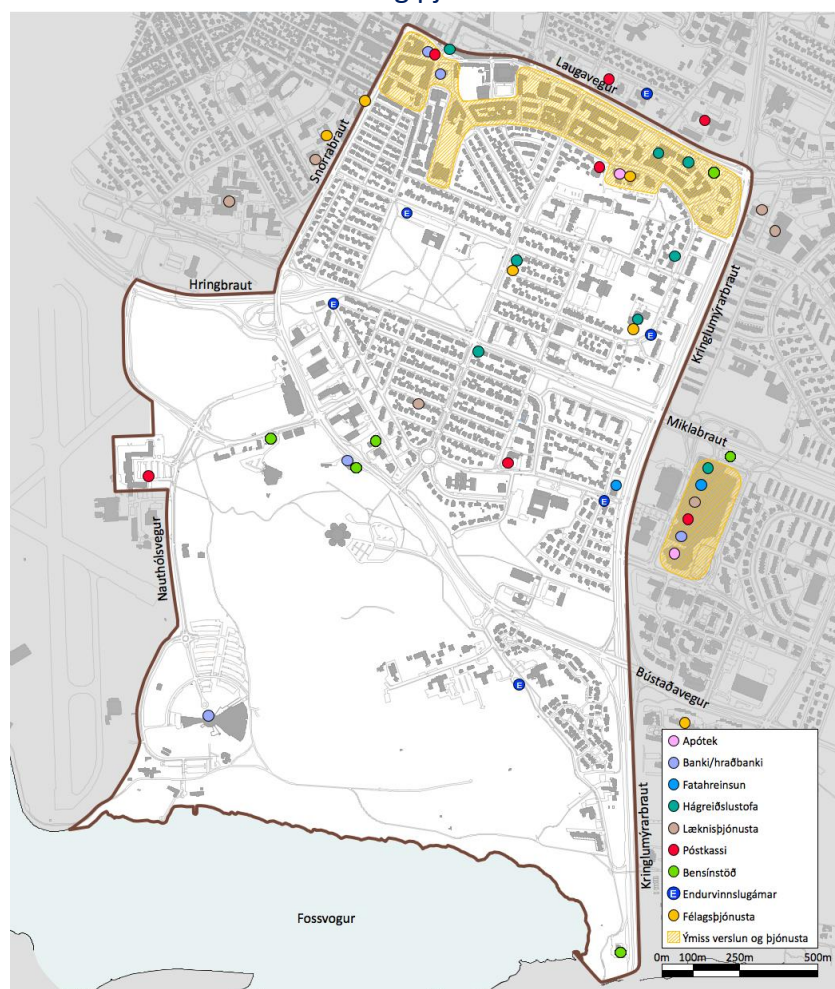 Laugavegur
Snorrabraut
Hringbraut
Kringlumýrarbraut
Miklabraut
Nauthólsvegur
Bústaðavegur
Kringlumýrarbraut
Fossvogur
Apótek
Banki/hraðbanki
Fatahreinsun
Hágreiðslustofa
Læknisþjónusta
Póstkassi
Bensínstöð
E Endurvinnslugámar
Félagsþjónusta
Ýmiss verslun og þjónusta
0m 100m 250m 500m
E
E
E
E
E
E